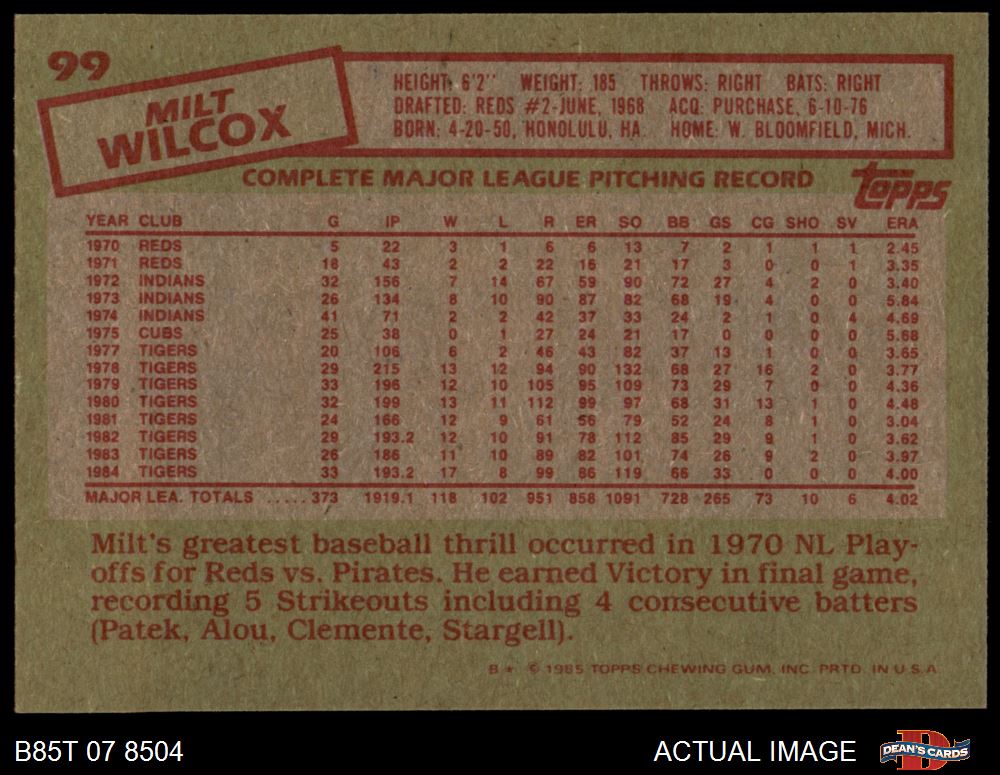 99
MILT
WILCOX
HEIGHT: 6'2" WEIGHT: 185 THROWS: RIGHT BATS: RIGHT
DRAFTED: REDS #2-JUNE, 1968 ACQ: PURCHASE, 6-10-76
BORN: 4-20-50, HONOLULU, HA. HOME: W. BLOOMFIELD, MICH.
COMPLETE MAJOR LEAGUE PITCHING RECORD
topps
YEAR CLUB G IP W L R ER SO BB GS CG SHO SV ERA
1970 REDS 5 22 3 1 6 6 13 7 2 1 1 1 2.45
1971 REDS 18 43 2 2 22 16 21 17 3 0 0 1 3.35
1972 INDIANS 32 156 7 14 67 59 90 72 27 4 2 0 3.40
1973 INDIANS 26 134 8 10 90 87 82 68 19 4 0 0 5.84
1974 INDIANS 41 71 2 2 42 37 33 24 2 1 0 4 4.69
1975 CUBS 25 38 0 1 27 24 21 17 0 0 0 0 5.68
1977 TIGERS 20 106 6 2 46 43 82 37 13 1 0 0 3.65
1978 TIGERS 29 215 13 12 94 90 132 68 27 16 2 0 3.77
1979 TIGERS 33 196 12 10 105 95 109 73 29 7 0 0 4.36
1980 TIGERS 32 199 13 11 112 99 97 68 31 13 1 0 4.48
1981 TIGERS 24 166 12 9 61 56 79 52 24 8 1 0 3.04
1982 TIGERS 29 193.2 12 10 91 78 112 85 29 9 1 0 3.62
1983 TIGERS 26 186 11 10 89 82 101 74 26 9 2 0 3.97
1984 TIGERS 33 193.2 17 8 99 86 119 66 33 0 0 0 4.00
MAJOR LEA. TOTALS ..... 373 1919.1 118 102 951 858 1091 728 265 73 10 6 4.02
Milt's greatest baseball thrill occurred in 1970 NL Play-
offs for Reds vs. Pirates. He earned Victory in final game,
recording 5 Strikeouts including 4 consecutive batters
(Patek, Alou, Clemente, Stargell).
B* © 1985 TOPPS CHEWING GUM, INC. PRTD. IN U.S.A.
B85T 07 8504
ACTUAL IMAGE
D
DEAN'S CARDS